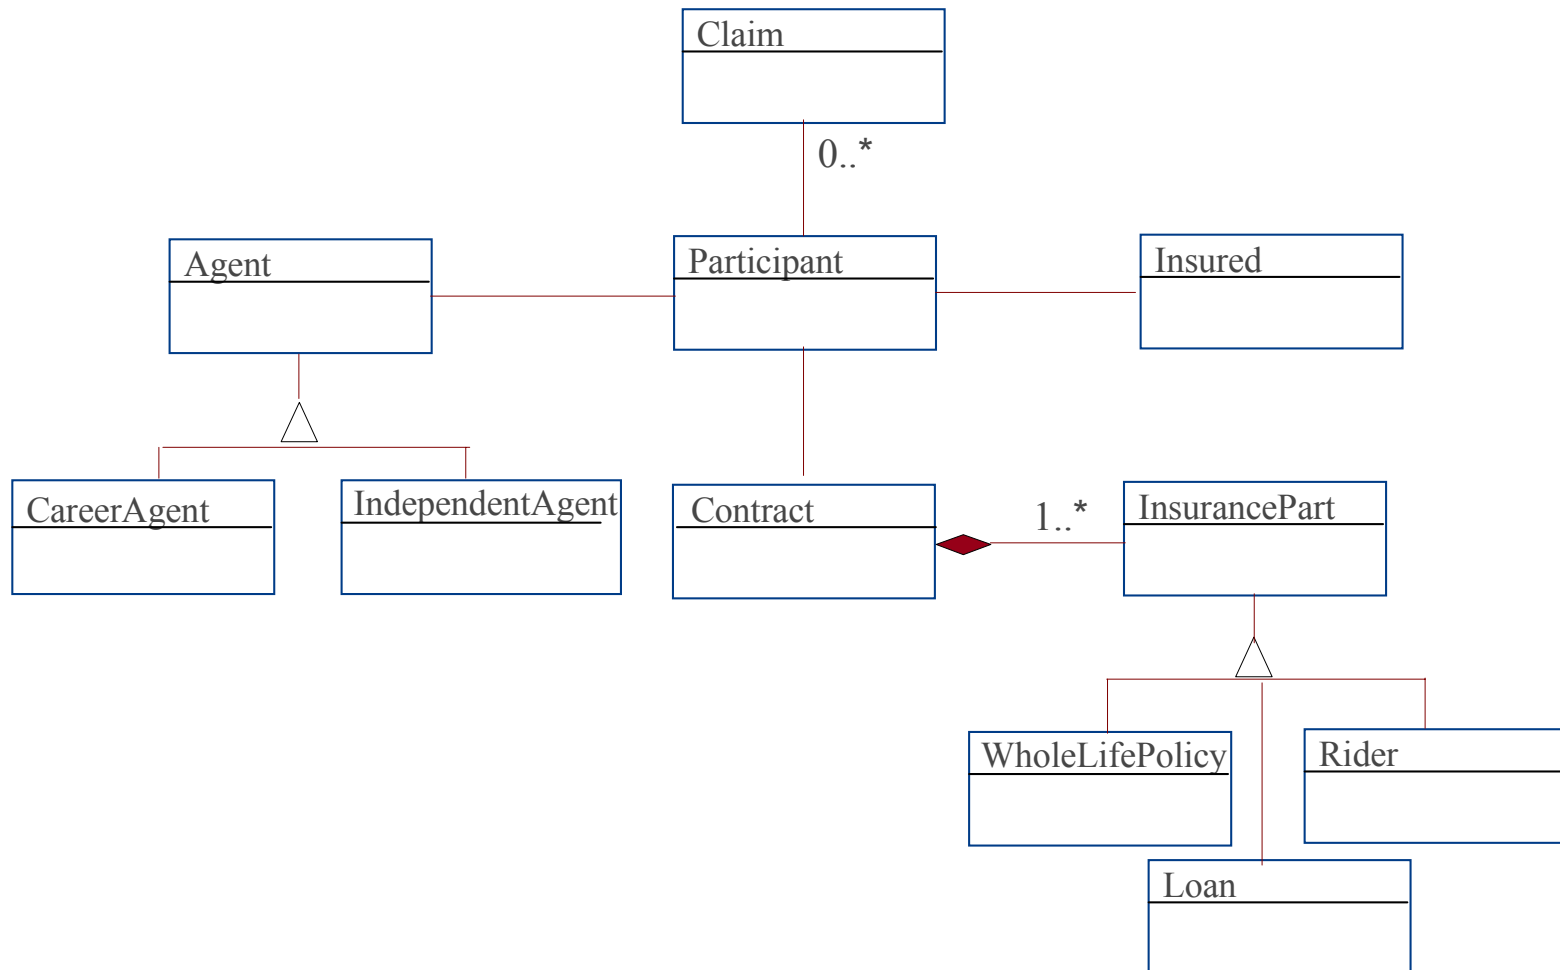 Claim
0..*
Agent
Participant
Insured
CareerAgent
IndependentAgent
Contract
1..*
InsurancePart
WholeLifePolicy
Rider
Loan